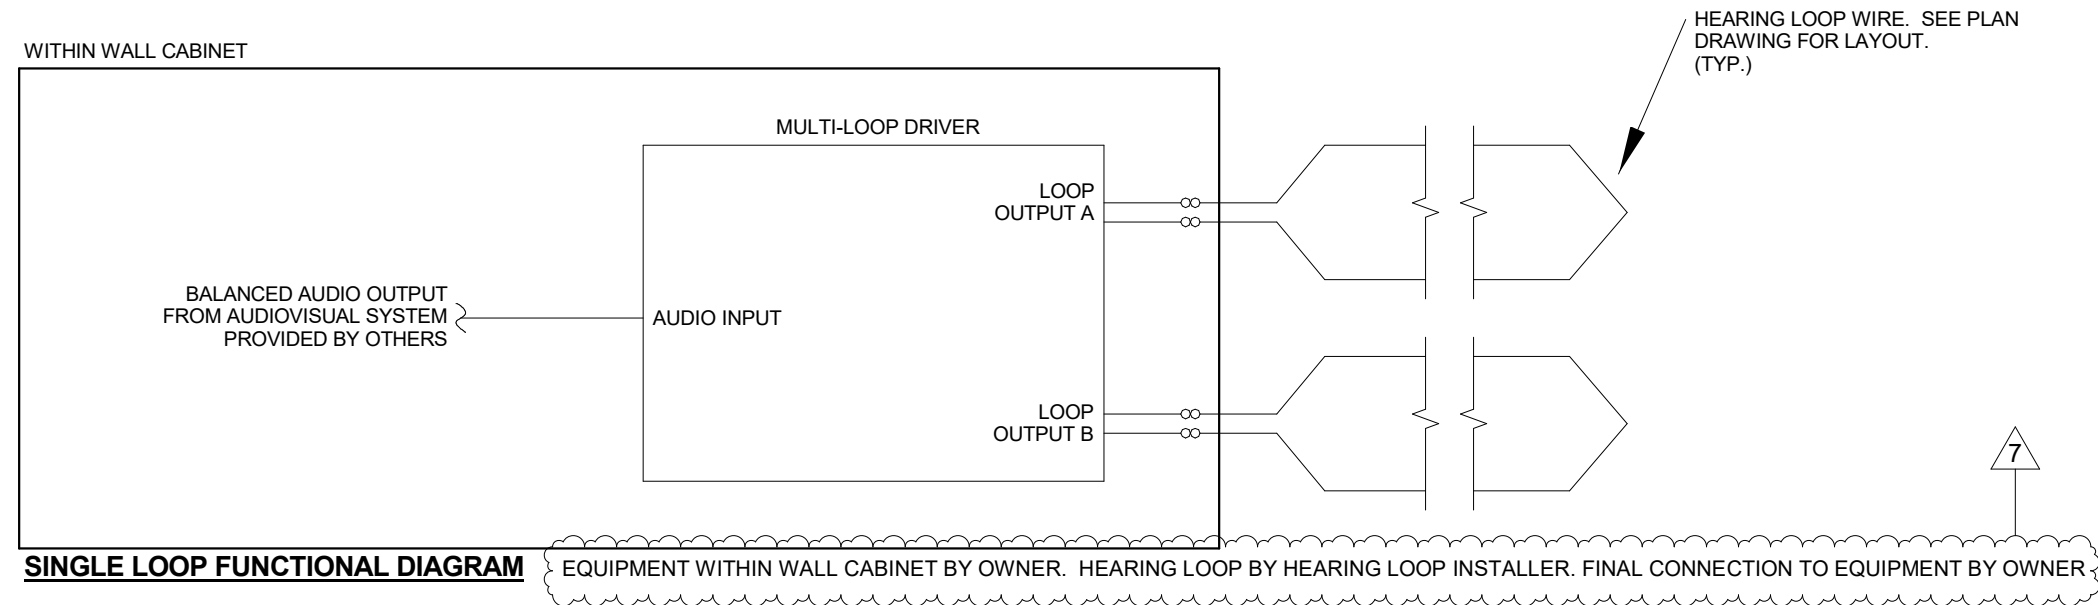 HEARING LOOP WIRE.  SEE PLAN
DRAWING FOR LAYOUT.
(TYP.)
WITHIN WALL CABINET
MULTI-LOOP DRIVER
LOOP
OUTPUT A
BALANCED AUDIO OUTPUT
FROM AUDIOVISUAL SYSTEM
PROVIDED BY OTHERS
AUDIO INPUT
LOOP
OUTPUT B
7
SINGLE LOOP FUNCTIONAL DIAGRAM
EQUIPMENT WITHIN WALL CABINET BY OWNER.  HEARING LOOP BY HEARING LOOP INSTALLER. FINAL CONNECTION TO EQUIPMENT BY OWNER